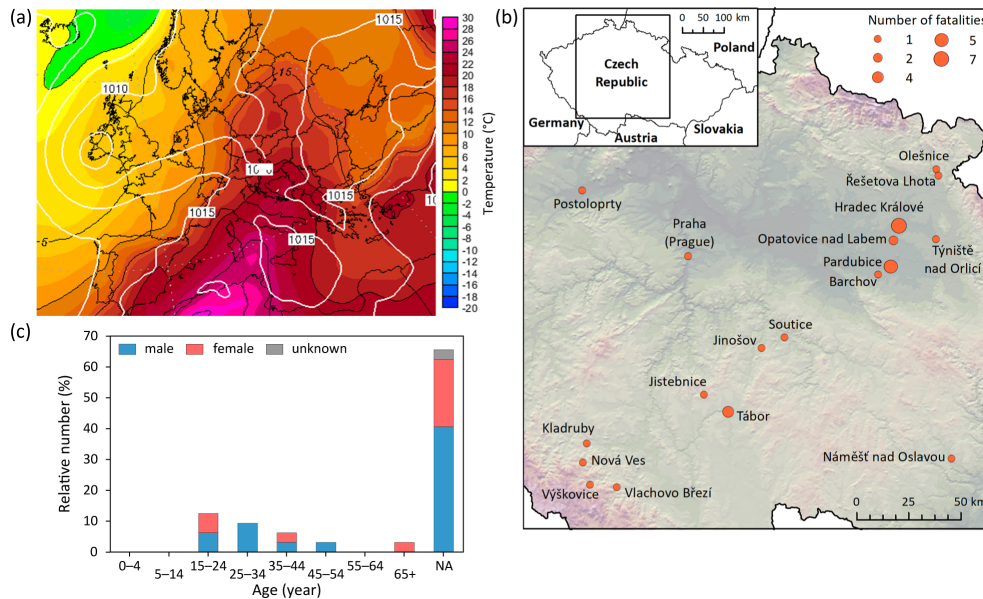 (a)
1015
1010
15
1015
1015
1015
5
30
28
26
24
22
20
18
16
14
12
10
8
6
4
2
0
-2
-4
-6
-8
-10
-12
-14
-16
-18
-20
Temperature (°C)
(b)
0 50 100 km
Poland
Czech
Republic
Germany
Austria
Slovakia
Number of fatalities
1 5
2 7
4
Olešnice
Řešetova Lhota
Postoloprty
Hradec Králové
Praha
(Prague)
Opatovice nad Labem
Týniště
nad Orlicí
Pardubice
Barchov
Soutice
Jinošov
Jistebnice
Tábor
Kladruby
Nová Ves
Náměšť nad Oslavou
Výškovice
Vlachovo Březí
0 25 50 km
(c)
male female unknown
Relative number (%)
70
60
50
40
30
20
10
0
0–4 5–14 15–24 25–34 35–44 45–54 55–64 65+ NA
Age (year)